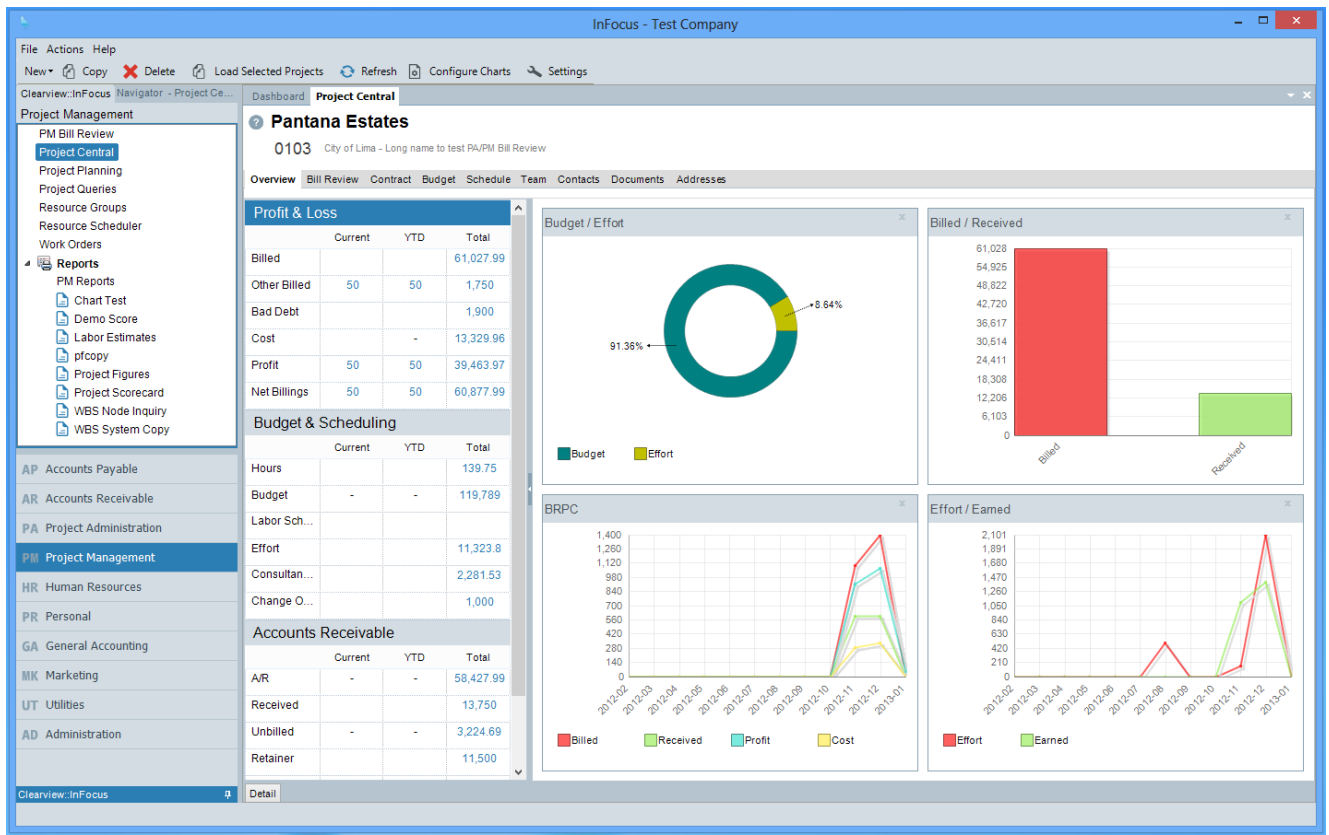 InFocus - Test Company
File Actions Help
New Copy Delete Load Selected Projects Refresh Configure Charts Settings
Clearview::InFocus Navigator - Project Ce...
Project Management
PM Bill Review
Project Central
Project Planning
Project Queries
Resource Groups
Resource Scheduler
Work Orders
Reports
PM Reports
Chart Test
Demo Score
Labor Estimates
pfcopy
Project Figures
Project Scorecard
WBS Node Inquiry
WBS System Copy
AP Accounts Payable
AR Accounts Receivable
PA Project Administration
PM Project Management
HR Human Resources
PR Personal
GA General Accounting
MK Marketing
UT Utilities
AD Administration
Clearview::InFocus
Dashboard Project Central
Pantana Estates
0103 City of Lima - Long name to test PA/PM Bill Review
Overview Bill Review Contract Budget Schedule Team Contacts Documents Addresses
Profit & Loss
Current YTD Total
Billed 61,027.99
Other Billed 50 50 1,750
Bad Debt 1,900
Cost - 13,329.96
Profit 50 50 39,463.97
Net Billings 50 50 60,877.99
Budget & Scheduling
Current YTD Total
Hours 139.75
Budget - - 119,789
Labor Sch...
Effort 11,323.8
Consultan... 2,281.53
Change O... 1,000
Accounts Receivable
Current YTD Total
A/R - - 58,427.99
Received 13,750
Unbilled - - 3,224.69
Retainer 11,500
Detail
Budget / Effort
8.64%
91.36%
Budget Effort
Billed / Received
61,028
54,925
48,822
42,720
36,617
30,514
24,411
18,308
12,206
6,103
0
Billed Received
BRPC
1,400
1,260
1,120
980
840
700
560
420
280
140
0
2012-02 2012-03 2012-04 2012-05 2012-06 2012-07 2012-08 2012-09 2012-10 2012-11 2012-12 2013-01
Billed Received Profit Cost
Effort / Earned
2,101
1,891
1,680
1,470
1,260
1,050
840
630
420
210
0
2012-02 2012-03 2012-04 2012-05 2012-06 2012-07 2012-08 2012-09 2012-10 2012-11 2012-12 2013-01
Effort Earned